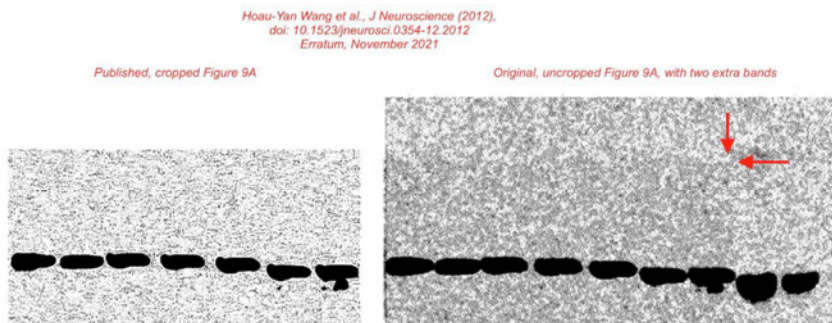 Hoau-Yan Wang et al., J Neuroscience (2012),
doi: 10.1523/jneurosci.0354-12.2012
Erratum, November 2021
Published, cropped Figure 9A
Original, uncropped Figure 9A, with two extra bands